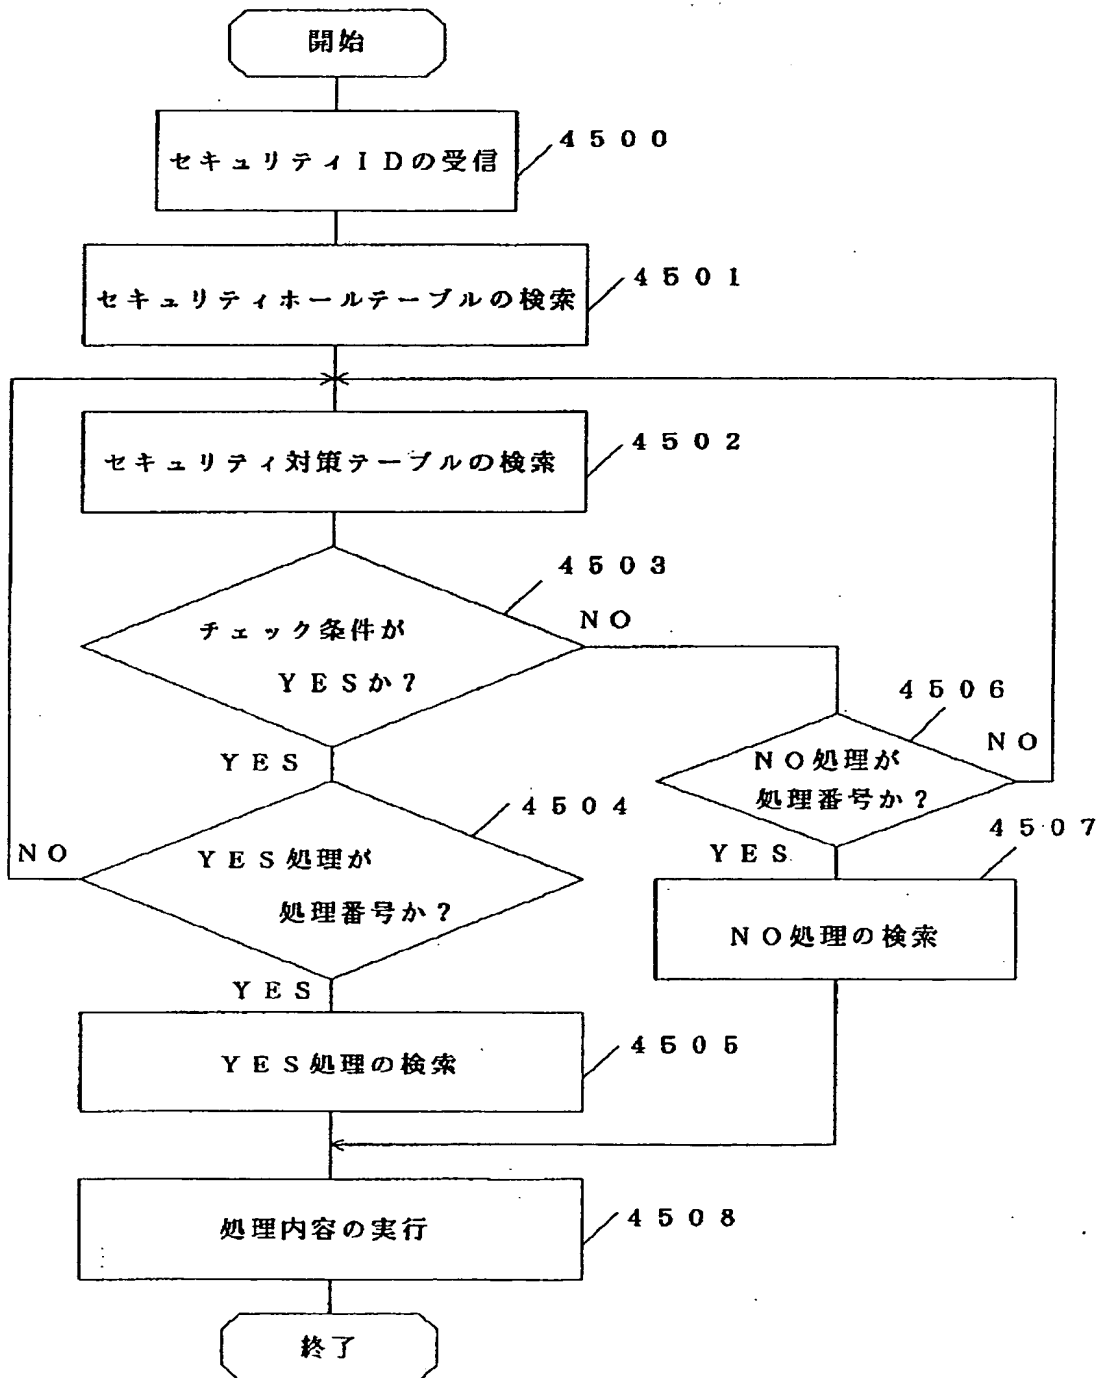 開始
セキュリティIDの受信
4500
セキュリティホールテーブルの検索
4501
セキュリティ対策テーブルの検索
4502
チェック条件が
YESか?
4503
NO
YES
4506
NO処理が
処理番号か?
NO
YES
4504
YES処理が
処理番号か?
NO
YES
4507
NO処理の検索
YES処理の検索
4505
処理内容の実行
4508
終了